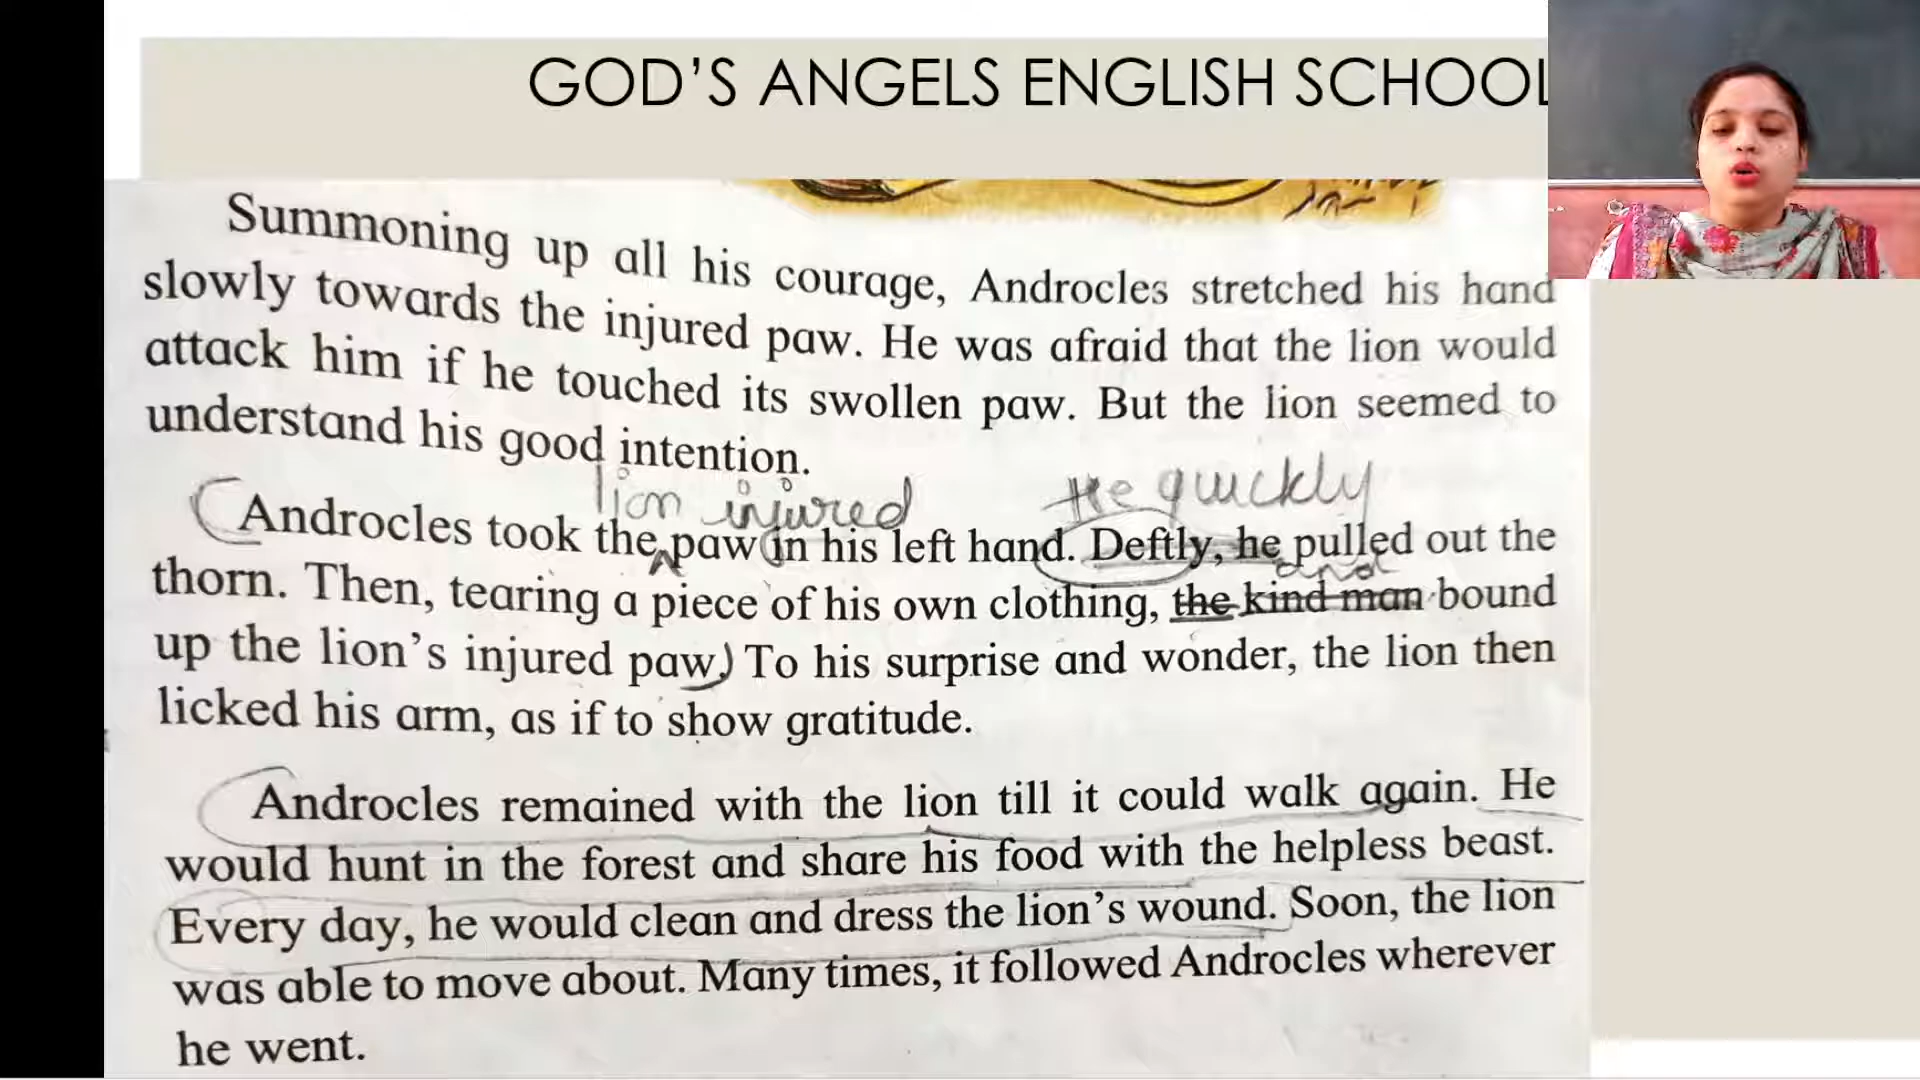 GOD'S ANGELS ENGLISH SCHOOL
Summoning up all his courage, Androcles stretched his hand
slowly towards the injured paw. He was afraid that the lion would
attack him if he touched its swollen paw. But the lion seemed to
understand his good intention.
lion injured He quickly
Androcles took the paw in his left hand. Deftly, he pulled out the
and
thorn. Then, tearing a piece of his own clothing, the kind man bound
up the lion's injured paw. To his surprise and wonder, the lion then
licked his arm, as if to show gratitude.
Androcles remained with the lion till it could walk again. He
would hunt in the forest and share his food with the helpless beast.
Every day, he would clean and dress the lion's wound. Soon, the lion
was able to move about. Many times, it followed Androcles wherever
he went.